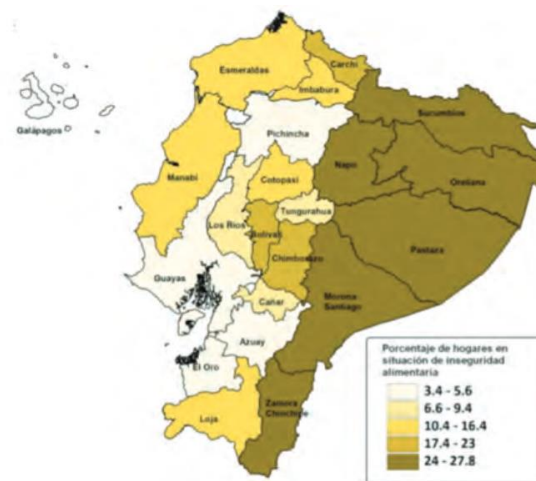 Esmeraldas
Carchi
Imbabura
Galápagos
Pichincha
Sucumbíos
Manabí
Cotopaxi
Napo
Orellana
Los Ríos
Tungurahua
Bolívar
Pastaza
Guayas
Chimborazo
Morona
Santiago
Cañar
Azuay
El Oro
Loja
Zamora
Chinchipe
Porcentaje de hogares en
situación de inseguridad
alimentaria
3.4 - 5.6
6.6 - 9.4
10.4 - 16.4
17.4 - 23
24 - 27.8